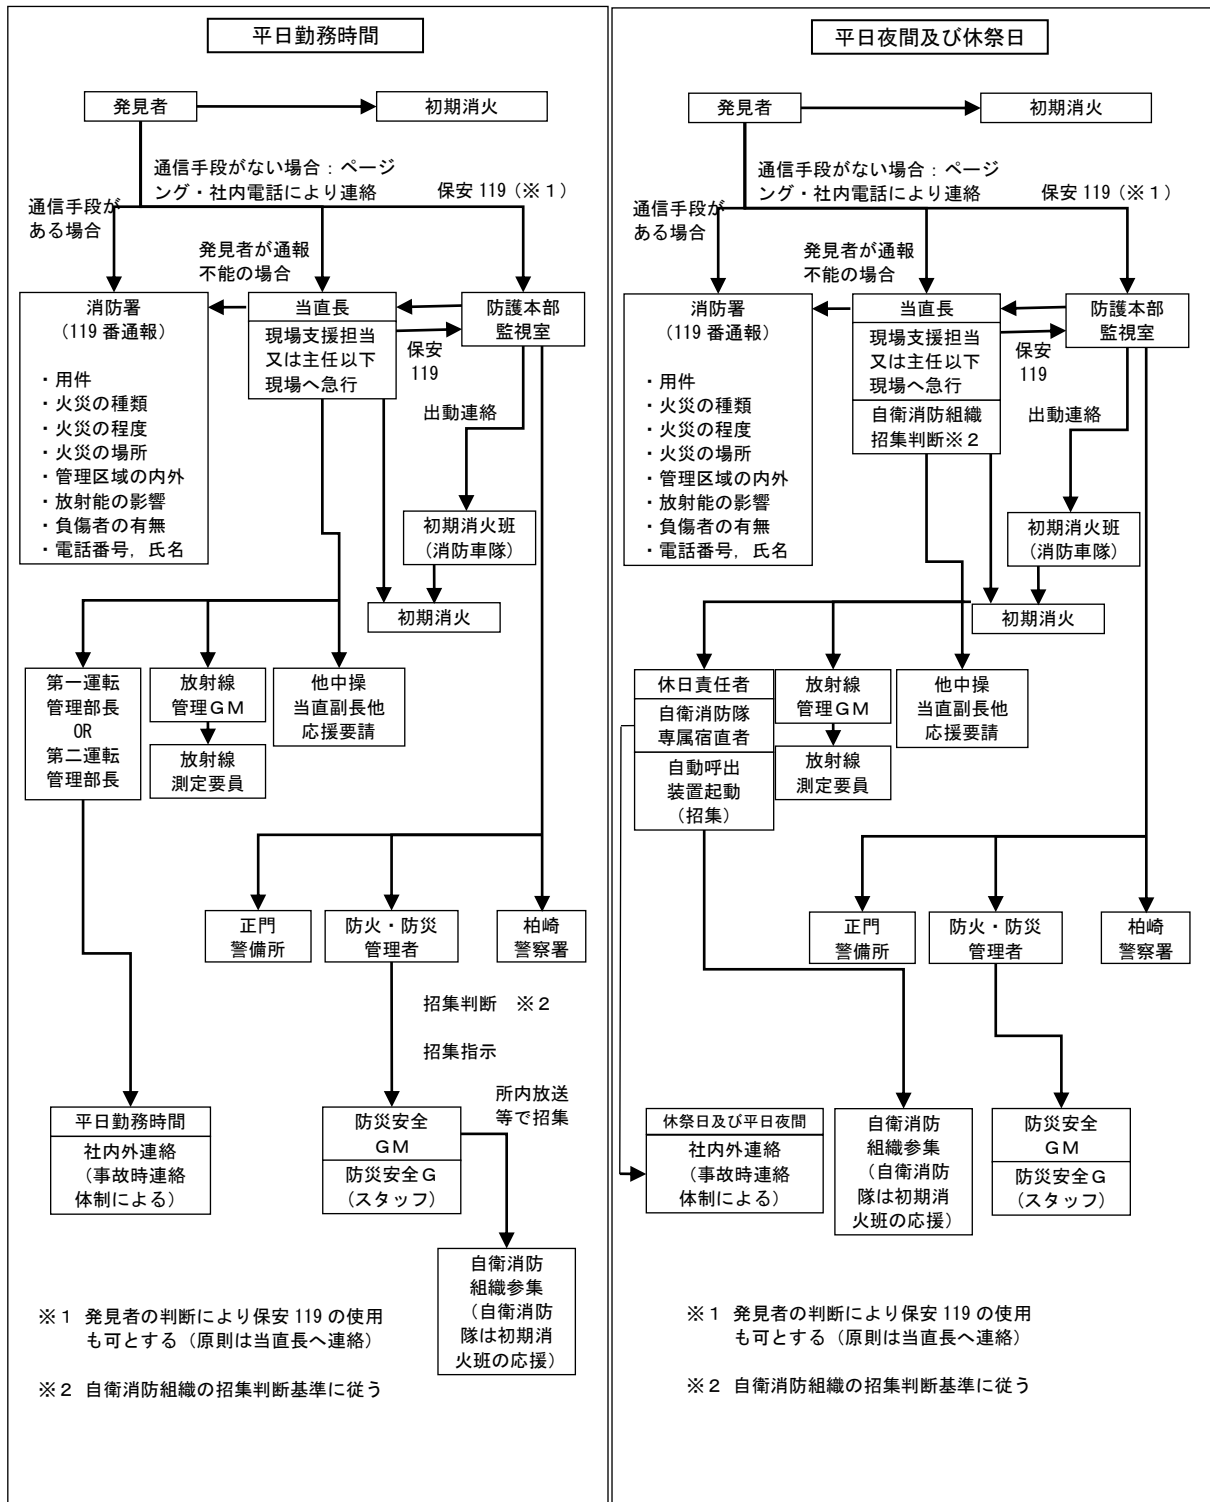 平日勤務時間
発見者
初期消火
通信手段がない場合：ページ
ング・社内電話により連絡
保安 119（※１）
通信手段が
ある場合
発見者が通報
不能の場合
消防署
（119 番通報）
・用件
・火災の種類
・火災の程度
・火災の場所
・管理区域の内外
・放射能の影響
・負傷者の有無
・電話番号，氏名
当直長
現場支援担当
又は主任以下
現場へ急行
保安
119
防護本部
監視室
出動連絡
初期消火班
（消防車隊）
初期消火
第一運転
管理部長
OR
第二運転
管理部長
放射線
管理ＧＭ
放射線
測定要員
他中操
当直副長他
応援要請
正門
警備所
防火・防災
管理者
柏崎
警察署
招集判断　※２
招集指示
所内放送
等で招集
平日勤務時間
社内外連絡
（事故時連絡
体制による）
防災安全
ＧＭ
防災安全Ｇ
（スタッフ）
自衛消防
組織参集
（自衛消防
隊は初期消
火班の応援）
※１ 発見者の判断により保安 119 の使用
も可とする（原則は当直長へ連絡）
※２ 自衛消防組織の招集判断基準に従う
平日夜間及び休祭日
発見者
初期消火
通信手段がない場合：ページ
ング・社内電話により連絡
保安 119（※１）
通信手段が
ある場合
発見者が通報
不能の場合
消防署
（119 番通報）
・用件
・火災の種類
・火災の程度
・火災の場所
・管理区域の内外
・放射能の影響
・負傷者の有無
・電話番号，氏名
当直長
現場支援担当
又は主任以下
現場へ急行
自衛消防組織
招集判断※２
保安
119
防護本部
監視室
出動連絡
初期消火班
（消防車隊）
初期消火
休日責任者
自衛消防隊
専属宿直者
自動呼出
装置起動
（招集）
放射線
管理ＧＭ
放射線
測定要員
他中操
当直副長他
応援要請
正門
警備所
防火・防災
管理者
柏崎
警察署
休祭日及び平日夜間
社内外連絡
（事故時連絡
体制による）
自衛消防
組織参集
（自衛消防
隊は初期消
火班の応援）
防災安全
ＧＭ
防災安全Ｇ
（スタッフ）
※１ 発見者の判断により保安 119 の使用
も可とする（原則は当直長へ連絡）
※２ 自衛消防組織の招集判断基準に従う